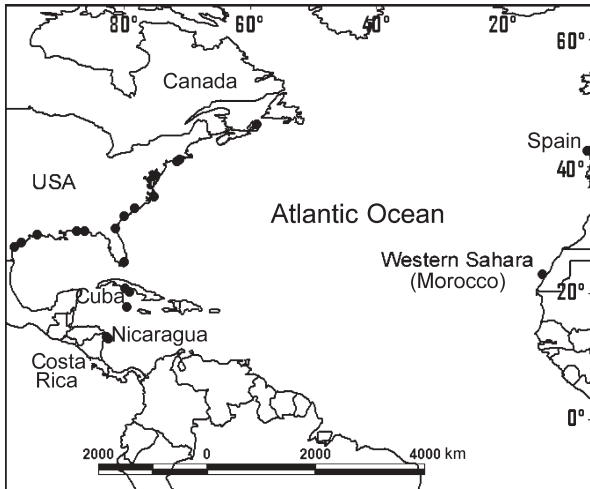 80° 60° 40°
60°
Canada
Spain
40°
USA
Atlantic Ocean
Western Sahara
(Morocco)
20°
Cuba
Nicaragua
Costa
Rica
0°
2000 0 2000 4000 km